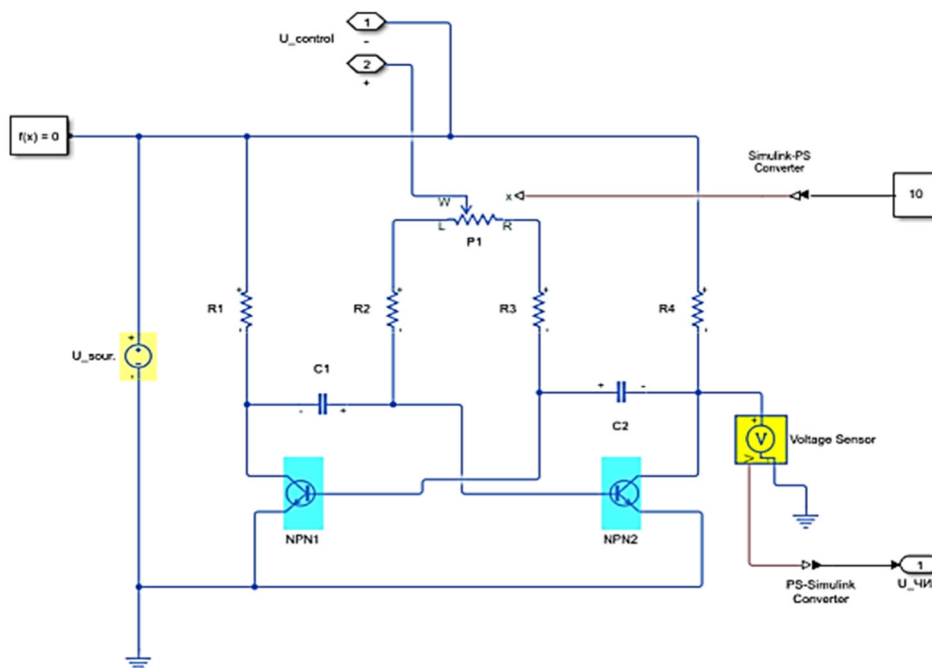 1
U_control
-
2
+
f(x) = 0
Simulink-PS
Converter
10
W
x
L
R
P1
+
+
+
+
R1
R2
R3
R4
-
-
-
-
+
U_sour.
-
C1
-
+
+
-
C2
+
V
V
-
Voltage Sensor
NPN1
NPN2
PS-Simulink
Converter
1
U_ЧИ